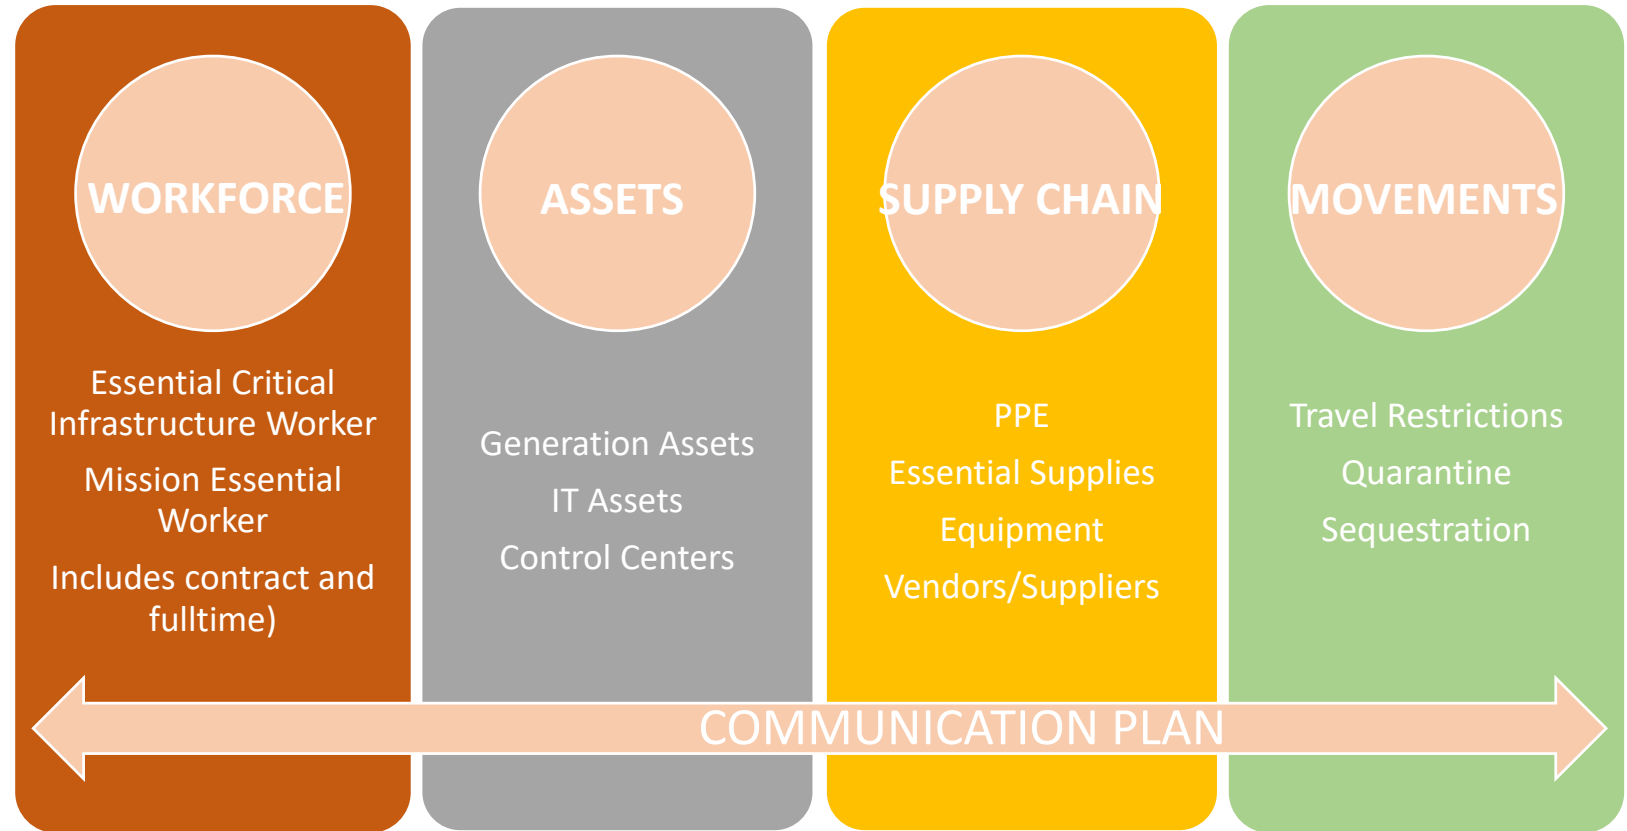 WORKFORCE
Essential Critical
Infrastructure Worker
Mission Essential
Worker
Includes contract and
fulltime)
ASSETS
Generation Assets
IT Assets
Control Centers
SUPPLY CHAIN
PPE
Essential Supplies
Equipment
Vendors/Suppliers
MOVEMENTS
Travel Restrictions
Quarantine
Sequestration
COMMUNICATION PLAN